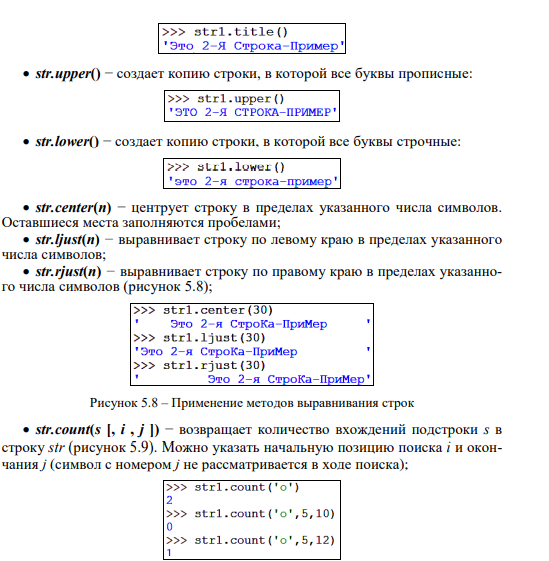 >>> str1.title()
'Это 2-Я Строка-Пример'
• str.upper() − создает копию строки, в которой все буквы прописные:
>>> str1.upper()
'ЭТО 2-Я СТРОКА-ПРИМЕР'
• str.lower() − создает копию строки, в которой все буквы строчные:
>>> str1.lower()
'это 2-я строка-пример'
• str.center(n) − центрует строку в пределах указанного числа символов.
Оставшиеся места заполняются пробелами;
• str.ljust(n) − выравнивает строку по левому краю в пределах указанного
числа символов;
• str.rjust(n) − выравнивает строку по правому краю в пределах указанно-
го числа символов (рисунок 5.8);
>>> str1.center(30)
'    Это 2-я СтроКа-ПриМер     '
>>> str1.ljust(30)
'Это 2-я СтроКа-ПриМер         '
>>> str1.rjust(30)
'         Это 2-я СтроКа-ПриМер'
Рисунок 5.8 – Применение методов выравнивания строк
• str.count(s [, i , j ]) − возвращает количество вхождений подстроки s в
строку str (рисунок 5.9). Можно указать начальную позицию поиска i и окон-
чания j (символ с номером j не рассматривается в ходе поиска);
>>> str1.count('о')
2
>>> str1.count('о',5,10)
0
>>> str1.count('о',5,12)
1